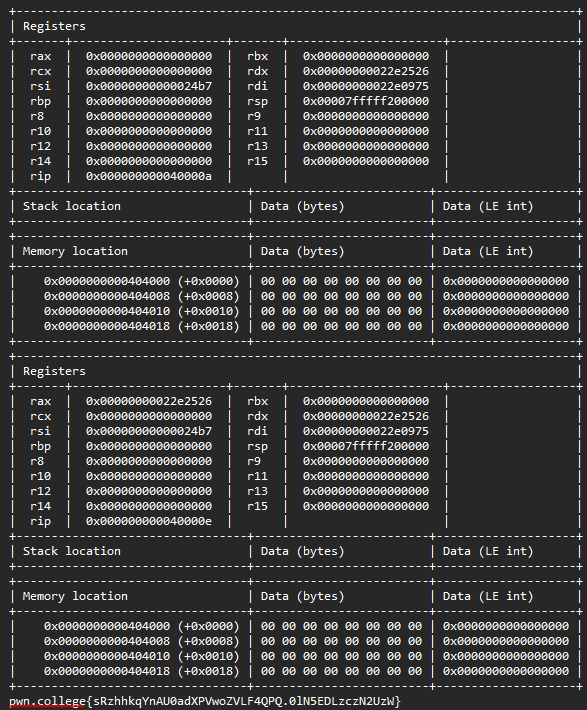 +---------------------------------------------------------------------------+
| Registers |
+-------+----------------------+-------+----------------------+-----------------+
| rax | 0x0000000000000000 | rbx | 0x0000000000000000 | |
| rcx | 0x0000000000000000 | rdx | 0x00000000022e2526 | |
| rsi | 0x00000000000024b7 | rdi | 0x00000000022e0975 | |
| rbp | 0x0000000000000000 | rsp | 0x00007fffff200000 | |
| r8 | 0x0000000000000000 | r9 | 0x0000000000000000 | |
| r10 | 0x0000000000000000 | r11 | 0x0000000000000000 | |
| r12 | 0x0000000000000000 | r13 | 0x0000000000000000 | |
| r14 | 0x0000000000000000 | r15 | 0x0000000000000000 | |
| rip | 0x000000000040000a | | | |
+---------------------------------+-------------------------+--------------------+
| Stack location | Data (bytes) | Data (LE int) |
+---------------------------------+-------------------------+--------------------+
+---------------------------------+-------------------------+--------------------+
| Memory location | Data (bytes) | Data (LE int) |
+---------------------------------+-------------------------+--------------------+
| 0x0000000000404000 (+0x0000) | 00 00 00 00 00 00 00 00 | 0x0000000000000000 |
| 0x0000000000404008 (+0x0008) | 00 00 00 00 00 00 00 00 | 0x0000000000000000 |
| 0x0000000000404010 (+0x0010) | 00 00 00 00 00 00 00 00 | 0x0000000000000000 |
| 0x0000000000404018 (+0x0018) | 00 00 00 00 00 00 00 00 | 0x0000000000000000 |
+---------------------------------+-------------------------+--------------------+
+---------------------------------------------------------------------------+
| Registers |
+-------+----------------------+-------+----------------------+-----------------+
| rax | 0x00000000022e2526 | rbx | 0x0000000000000000 | |
| rcx | 0x0000000000000000 | rdx | 0x00000000022e2526 | |
| rsi | 0x00000000000024b7 | rdi | 0x00000000022e0975 | |
| rbp | 0x0000000000000000 | rsp | 0x00007fffff200000 | |
| r8 | 0x0000000000000000 | r9 | 0x0000000000000000 | |
| r10 | 0x0000000000000000 | r11 | 0x0000000000000000 | |
| r12 | 0x0000000000000000 | r13 | 0x0000000000000000 | |
| r14 | 0x0000000000000000 | r15 | 0x0000000000000000 | |
| rip | 0x000000000040000e | | | |
+---------------------------------+-------------------------+--------------------+
| Stack location | Data (bytes) | Data (LE int) |
+---------------------------------+-------------------------+--------------------+
+---------------------------------+-------------------------+--------------------+
| Memory location | Data (bytes) | Data (LE int) |
+---------------------------------+-------------------------+--------------------+
| 0x0000000000404000 (+0x0000) | 00 00 00 00 00 00 00 00 | 0x0000000000000000 |
| 0x0000000000404008 (+0x0008) | 00 00 00 00 00 00 00 00 | 0x0000000000000000 |
| 0x0000000000404010 (+0x0010) | 00 00 00 00 00 00 00 00 | 0x0000000000000000 |
| 0x0000000000404018 (+0x0018) | 00 00 00 00 00 00 00 00 | 0x0000000000000000 |
+---------------------------------+-------------------------+--------------------+
pwn.college{sRzhhkqYnAU0adXPVwoZVLF4QPQ.0lN5EDLzczN2UzW}